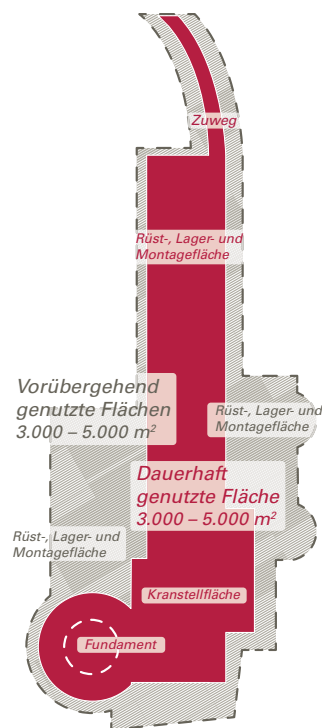 Zuweg
Rüst-, Lager- und
Montagefläche
Vorübergehend
genutzte Flächen
3.000 – 5.000 m²
Rüst-, Lager- und
Montagefläche
Dauerhaft
genutzte Fläche
3.000 – 5.000 m²
Rüst-, Lager- und
Montagefläche
Kranstellfläche
Fundament